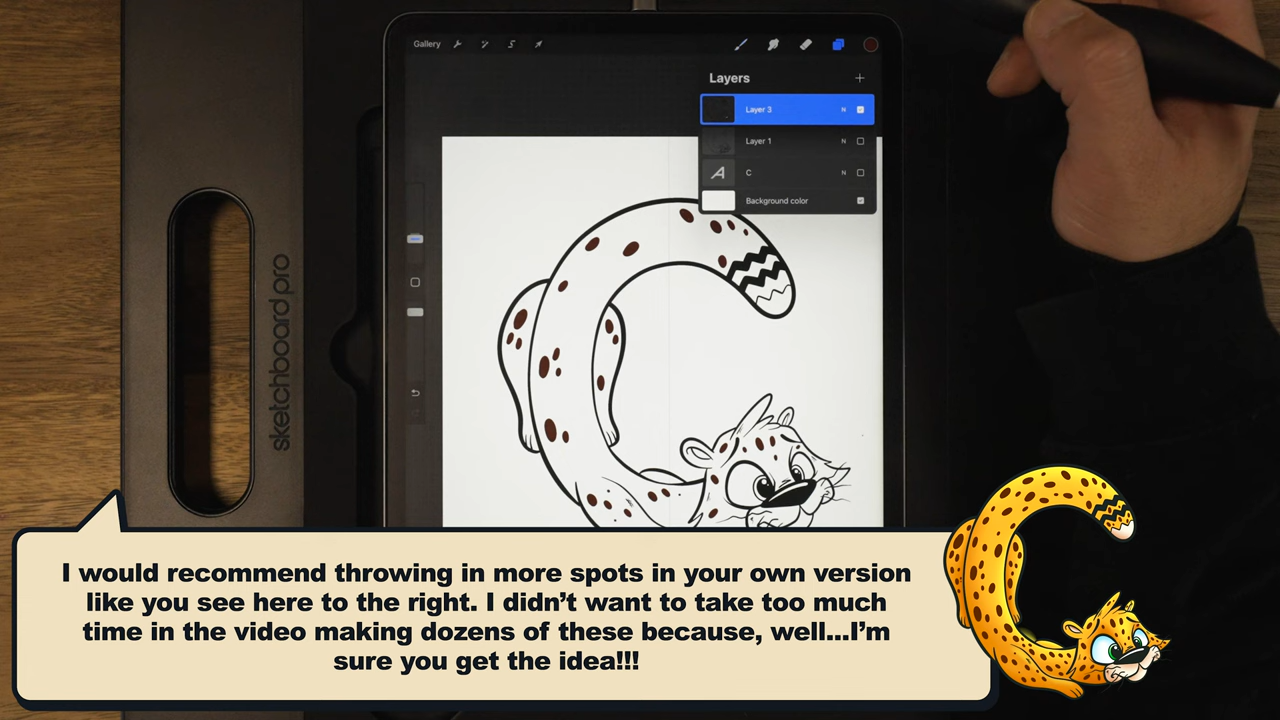 Gallery
Layers
Layer 3
N
Layer 1
N
A
C
N
Background color
sketchboard pro
I would recommend throwing in more spots in your own version
like you see here to the right. I didn't want to take too much
time in the video making dozens of these because, well...I'm
sure you get the idea!!!